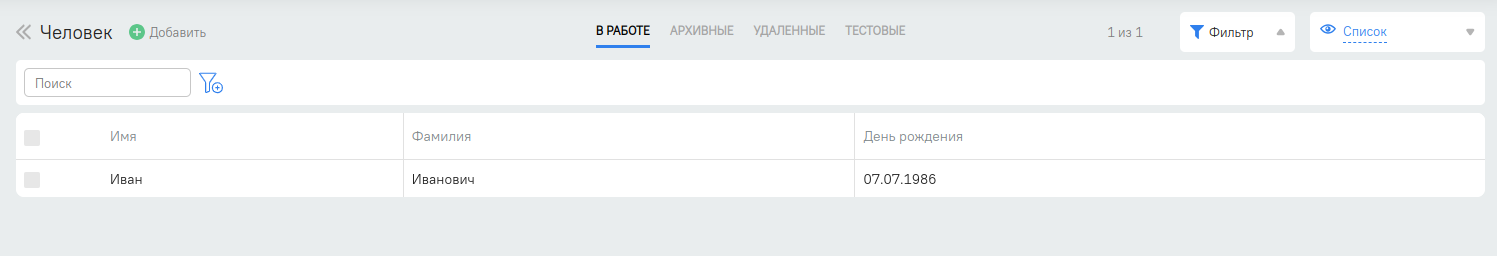 Человек Добавить В РАБОТЕ АРХИВНЫЕ УДАЛЕННЫЕ ТЕСТОВЫЕ 1 из 1 Фильтр Список
Поиск
Имя Фамилия День рождения
Иван Иванович 07.07.1986